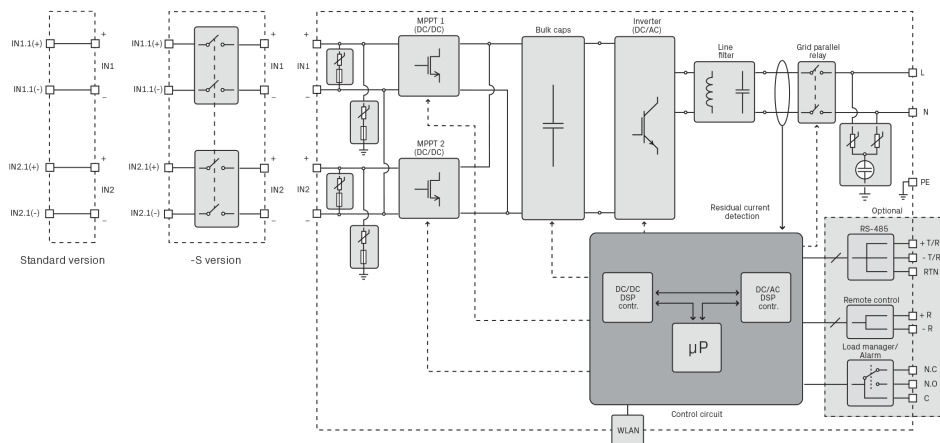 IN1.1(+)
+
IN1
IN1.1(-)
−
IN2.1(+)
+
IN2
IN2.1(-)
−
Standard version
IN1.1(+)
+
IN1
IN1.1(-)
−
IN2.1(+)
+
IN2
IN2.1(-)
−
-S version
+
IN1
−
+
IN2
−
MPPT 1
(DC/DC)
MPPT 2
(DC/DC)
Bulk caps
Inverter
(DC/AC)
Line
filter
Grid parallel
relay
L
N
PE
Residual current
detection
DC/DC
DSP
contr.
DC/AC
DSP
contr.
µP
Control circuit
WLAN
Optional
RS-485
+ T/R
- T/R
RTN
Remote control
+ R
- R
Load manager/
Alarm
N.C
N.O
C